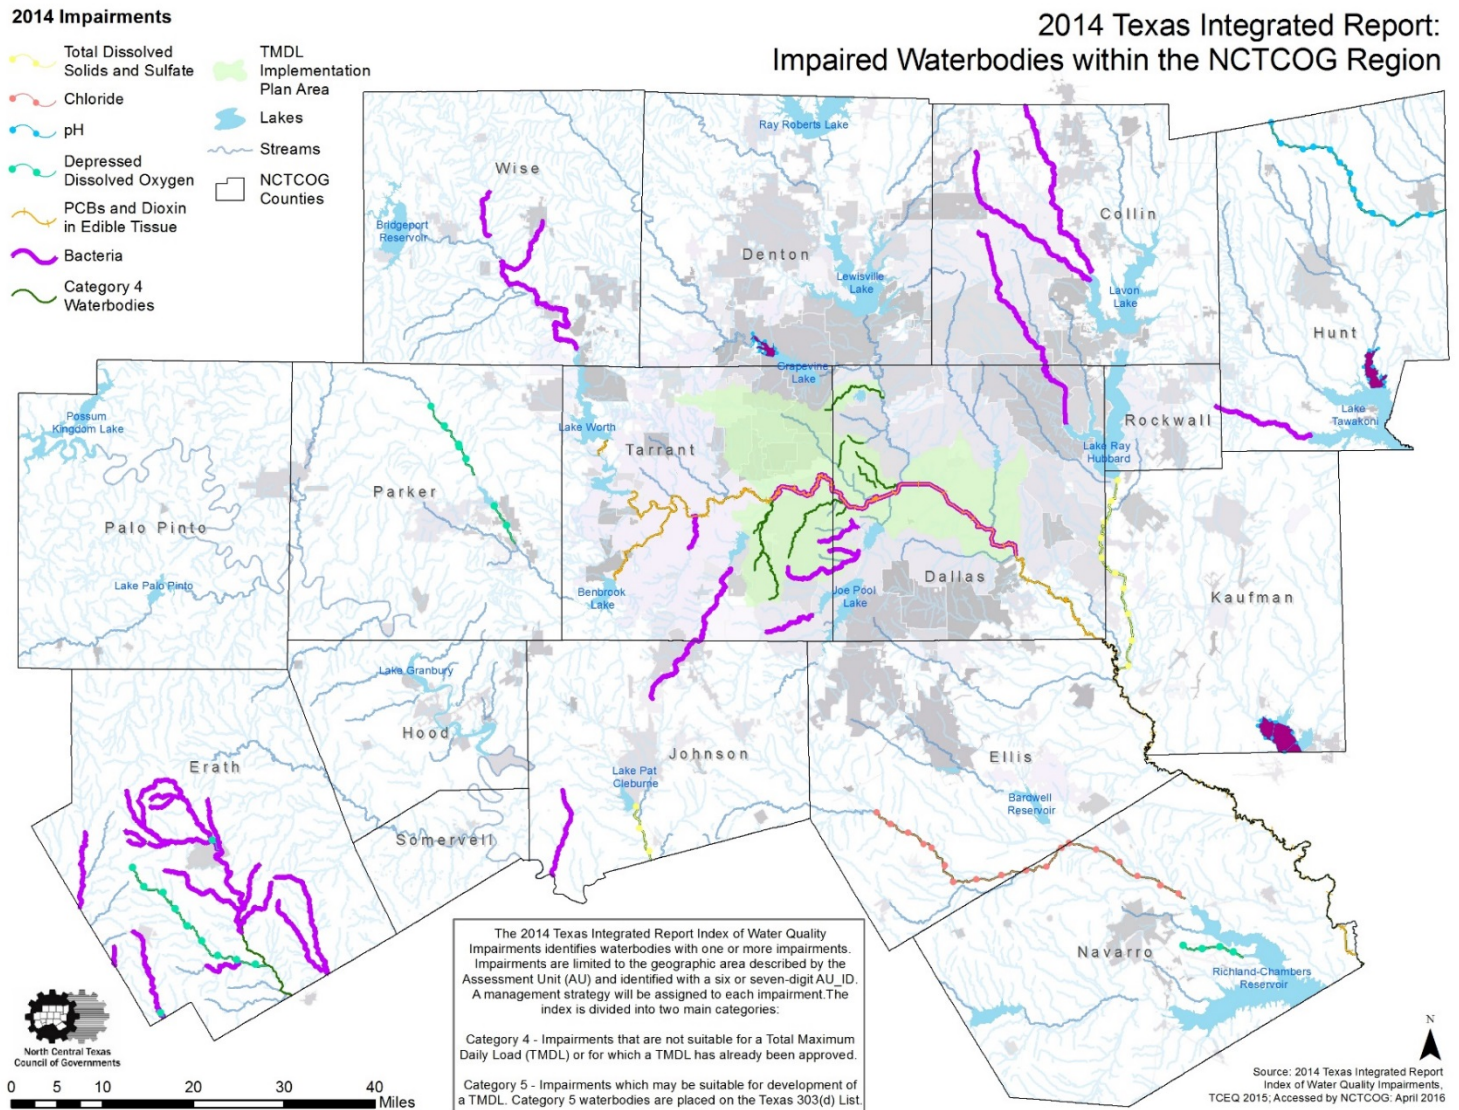 2014 Impairments
Total Dissolved
Solids and Sulfate
Chloride
pH
Depressed
Dissolved Oxygen
PCBs and Dioxin
in Edible Tissue
Bacteria
Category 4
Waterbodies
TMDL
Implementation
Plan Area
Lakes
Streams
NCTCOG
Counties
2014 Texas Integrated Report:
Impaired Waterbodies within the NCTCOG Region
Ray Roberts Lake
Wise
Bridgeport
Reservoir
Denton
Lewisville
Lake
Collin
Lavon
Lake
Hunt
Grapevine
Lake
Possum
Kingdom Lake
Lake Worth
Tarrant
Rockwall
Lake
Tawakoni
Lake Ray
Hubbard
Parker
Palo Pinto
Lake Palo Pinto
Benbrook
Lake
Joe Pool
Lake
Dallas
Kaufman
Lake Granbury
Hood
Johnson
Ellis
Erath
Lake Pat
Cleburne
Bardwell
Reservoir
Somervell
Navarro
Richland-Chambers
Reservoir
The 2014 Texas Integrated Report Index of Water Quality
Impairments identifies waterbodies with one or more impairments.
Impairments are limited to the geographic area described by the
Assessment Unit (AU) and identified with a six or seven-digit AU_ID.
A management strategy will be assigned to each impairment.The
index is divided into two main categories:
Category 4 - Impairments that are not suitable for a Total Maximum
Daily Load (TMDL) or for which a TMDL has already been approved.
Category 5 - Impairments which may be suitable for development of
a TMDL. Category 5 waterbodies are placed on the Texas 303(d) List.
North Central Texas
Council of Governments
0 5 10 20 30 40
Miles
N
Source: 2014 Texas Integrated Report
Index of Water Quality Impairments,
TCEQ 2015; Accessed by NCTCOG: April 2016